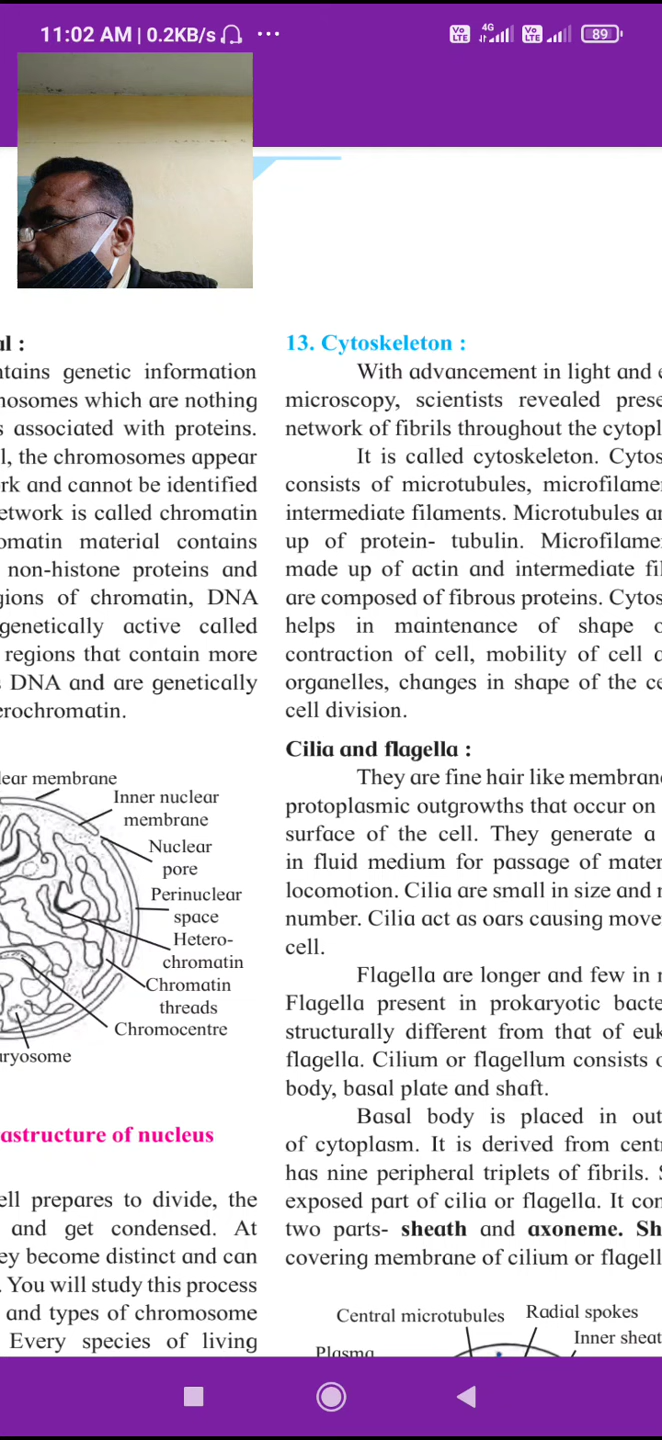 11:02 AM | 0.2KB/s
Vo LTE 4G Vo LTE 89
al :
ntains genetic information
nosomes which are nothing
s associated with proteins.
l, the chromosomes appear
rk and cannot be identified
etwork is called chromatin
omatin material contains
non-histone proteins and
gions of chromatin, DNA
genetically active called
regions that contain more
s DNA and are genetically
erochromatin.
lear membrane
Inner nuclear
membrane
Nuclear
pore
Perinuclear
space
Hetero-
chromatin
Chromatin
threads
Chromocentre
aryosome
astructure of nucleus
ell prepares to divide, the
and get condensed. At
ey become distinct and can
. You will study this process
and types of chromosome
Every species of living
13. Cytoskeleton :
With advancement in light and e
microscopy, scientists revealed prese
network of fibrils throughout the cytopl
It is called cytoskeleton. Cytos
consists of microtubules, microfilame
intermediate filaments. Microtubules ar
up of protein- tubulin. Microfilame
made up of actin and intermediate fil
are composed of fibrous proteins. Cytos
helps in maintenance of shape o
contraction of cell, mobility of cell a
organelles, changes in shape of the ce
cell division.
Cilia and flagella :
They are fine hair like membran
protoplasmic outgrowths that occur on
surface of the cell. They generate a
in fluid medium for passage of mater
locomotion. Cilia are small in size and
number. Cilia act as oars causing move
cell.
Flagella are longer and few in
Flagella present in prokaryotic bacte
structurally different from that of euk
flagella. Cilium or flagellum consists o
body, basal plate and shaft.
Basal body is placed in out
of cytoplasm. It is derived from centr
has nine peripheral triplets of fibrils. S
exposed part of cilia or flagella. It con
two parts- sheath and axoneme. Sh
covering membrane of cilium or flagell
Central microtubules
Radial spokes
Inner sheat
Plasma